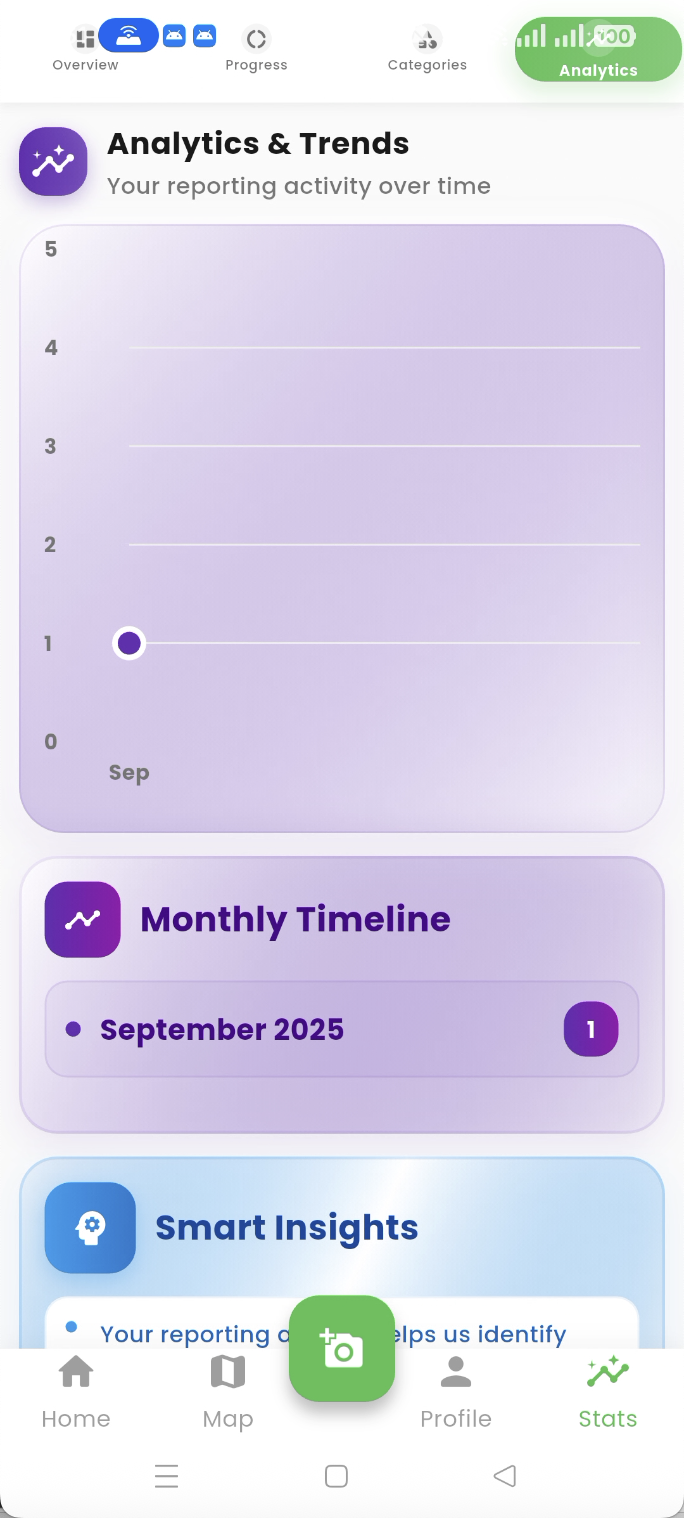 Overview
Progress
Categories
100
Analytics
Analytics & Trends
Your reporting activity over time
5
4
3
2
1
0
Sep
Monthly Timeline
September 2025
1
Smart Insights
Your reporting elps us identify
Home
Map
Profile
Stats